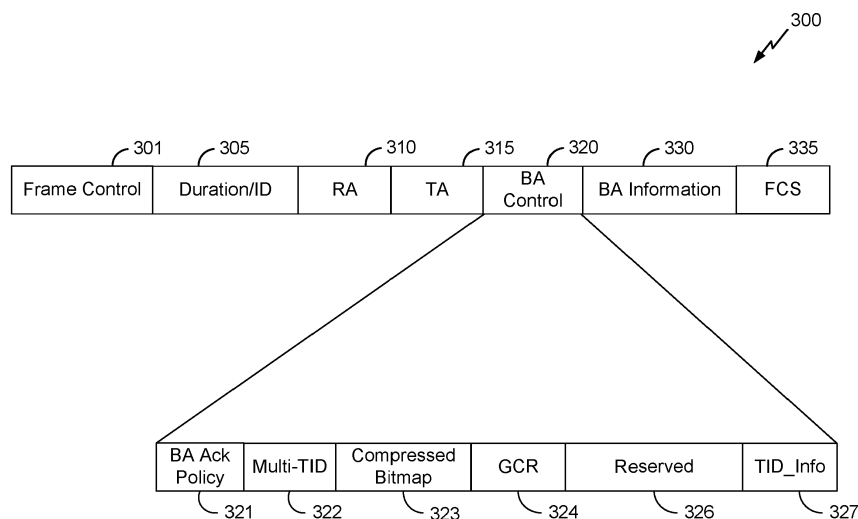 300
301 305 310 315 320 330 335
Frame Control Duration/ID RA TA BA Control BA Information FCS
BA Ack Policy Multi-TID Compressed Bitmap GCR Reserved TID_Info
321 322 323 324 326 327